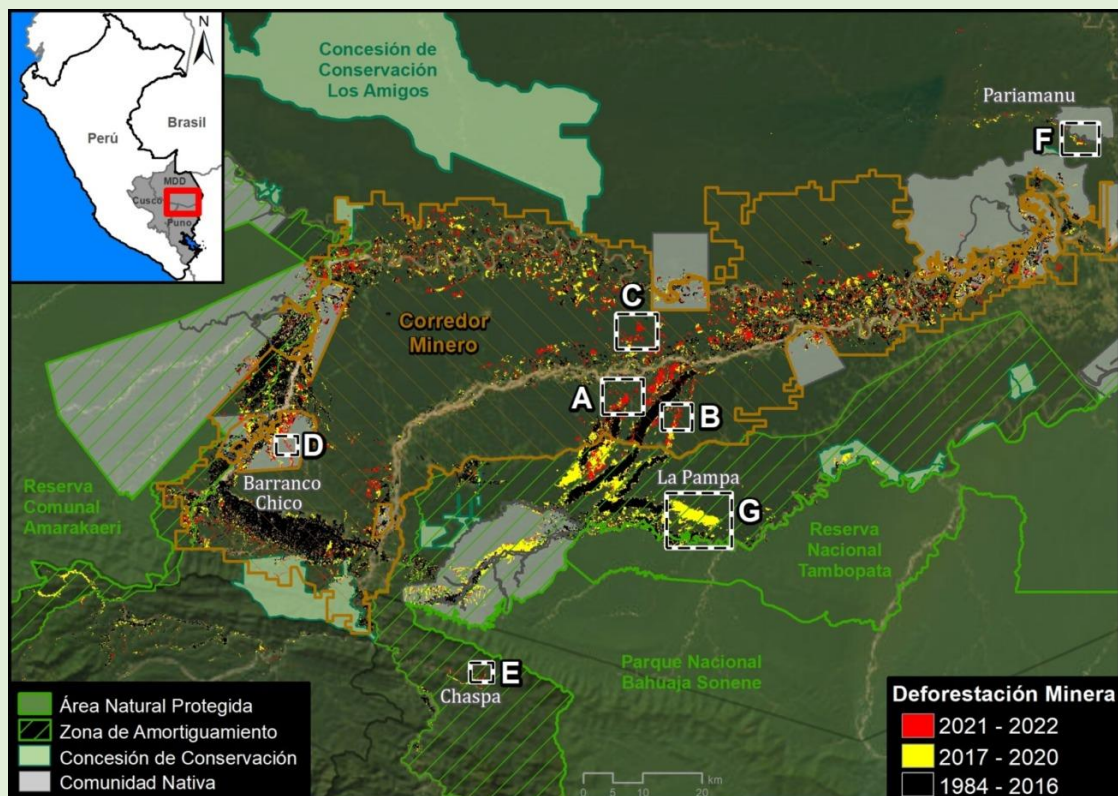 N
Perú
Brasil
MDD
Cusco
Puno
Concesión de
Conservación
Los Amigos
Pariamanu
F
C
Corredor
Minero
A
B
D
Barranco
Chico
La Pampa
G
Reserva
Comunal
Amarakaeri
Reserva
Nacional
Tambopata
Parque Nacional
Bahuaja Sonene
E
Chaspa
Área Natural Protegida
Zona de Amortiguamiento
Concesión de Conservación
Comunidad Nativa
km
0 5 10 20
Deforestación Minera
2021 - 2022
2017 - 2020
1984 - 2016